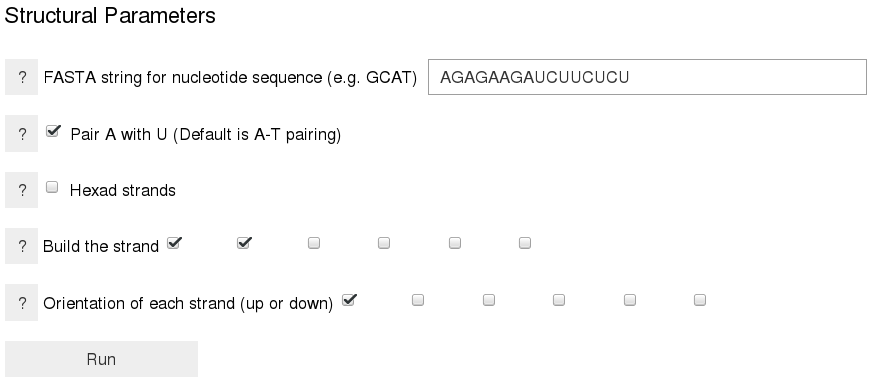 Structural Parameters
? FASTA string for nucleotide sequence (e.g. GCAT) AGAGAAGAUCUUCUCU
? Pair A with U (Default is A-T pairing)
? Hexad strands
? Build the strand
? Orientation of each strand (up or down)
Run